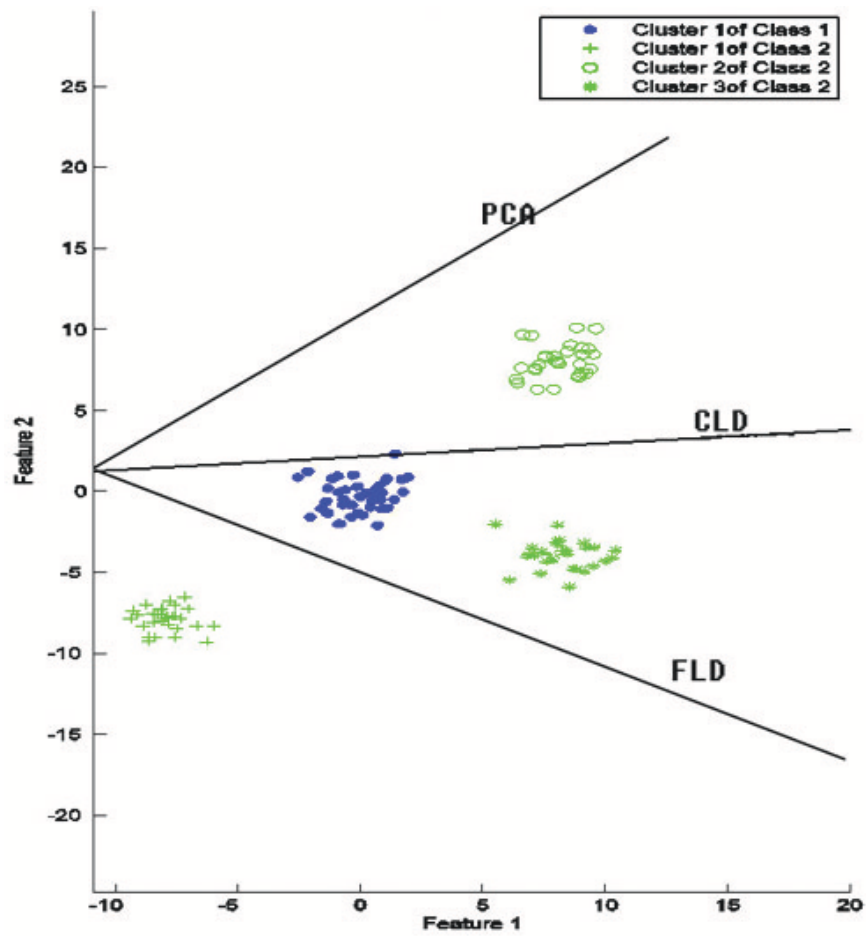 Cluster 1of Class 1
Cluster 1of Class 2
Cluster 2of Class 2
Cluster 3of Class 2
25
20
PCA
15
10
5
CLD
Feature 2
0
-5
-10
FLD
-15
-20
-10 -5 0 5 10 15 20
Feature 1